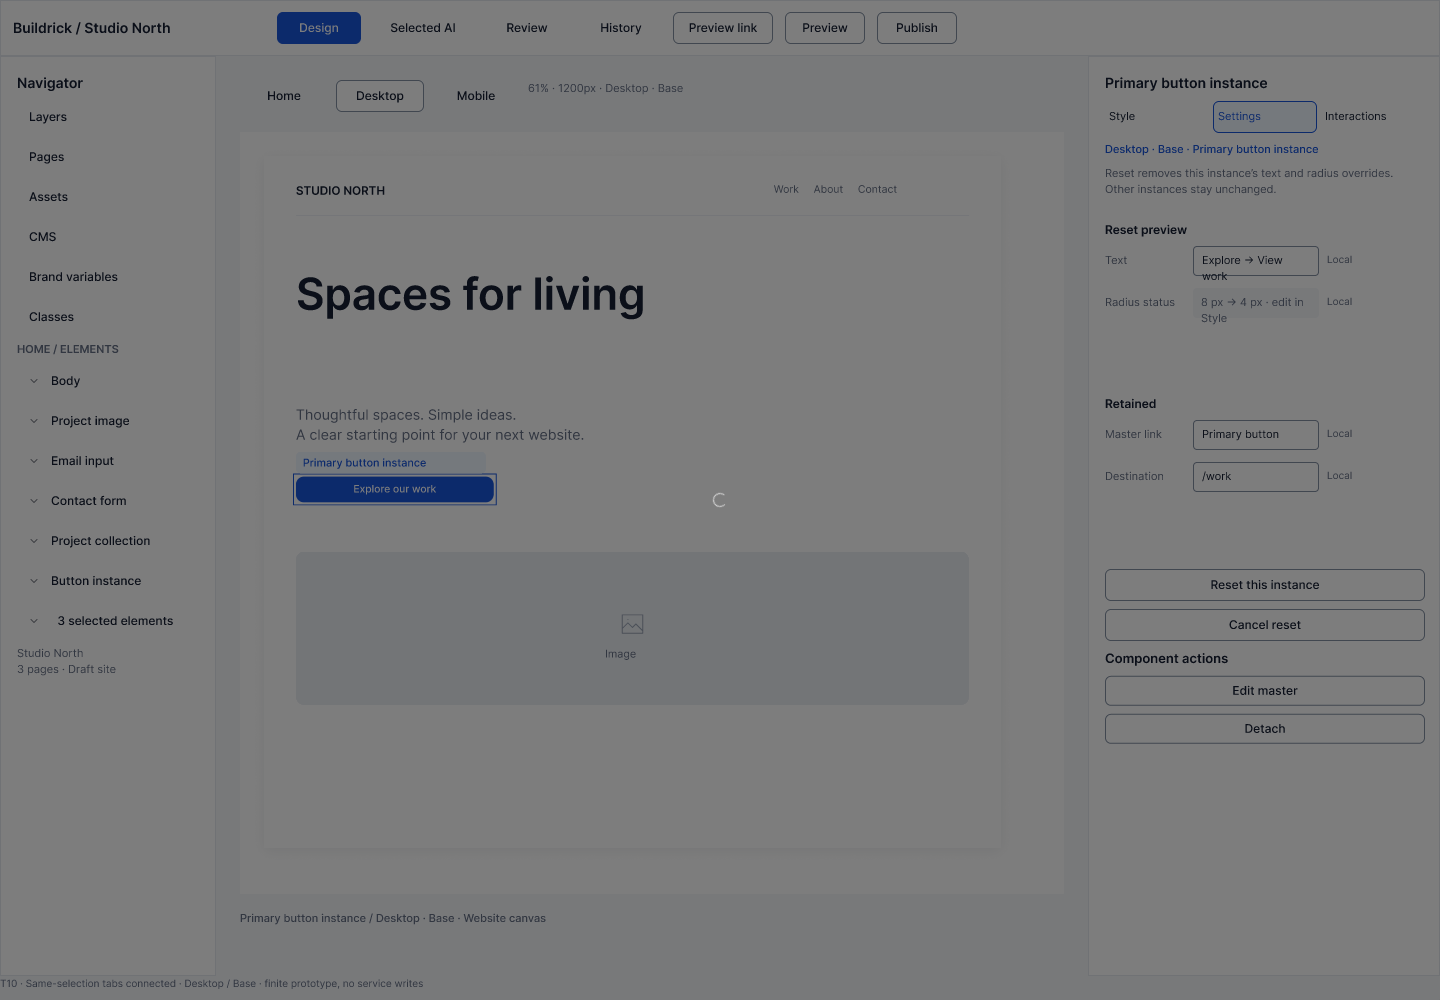 Buildrick / Studio North
Design
Selected AI
Review
History
Preview link
Preview
Publish
Navigator
Layers
Pages
Assets
CMS
Brand variables
Classes
HOME / ELEMENTS
Body
Project image
Email input
Contact form
Project collection
Button instance
3 selected elements
Studio North
3 pages · Draft site
Home
Desktop
Mobile
61% · 1200px · Desktop · Base
STUDIO NORTH
Work
About
Contact
Spaces for living
Thoughtful spaces. Simple ideas.
A clear starting point for your next website.
Primary button instance
Explore our work
Image
Primary button instance / Desktop · Base · Website canvas
Primary button instance
Style
Settings
Interactions
Desktop · Base · Primary button instance
Reset removes this instance’s text and radius overrides.
Other instances stay unchanged.
Reset preview
Text
Explore → View
work
Local
Radius status
8 px → 4 px · edit in
Style
Local
Retained
Master link
Primary button
Local
Destination
/work
Local
Reset this instance
Cancel reset
Component actions
Edit master
Detach
T10 · Same-selection tabs connected · Desktop / Base · finite prototype, no service writes